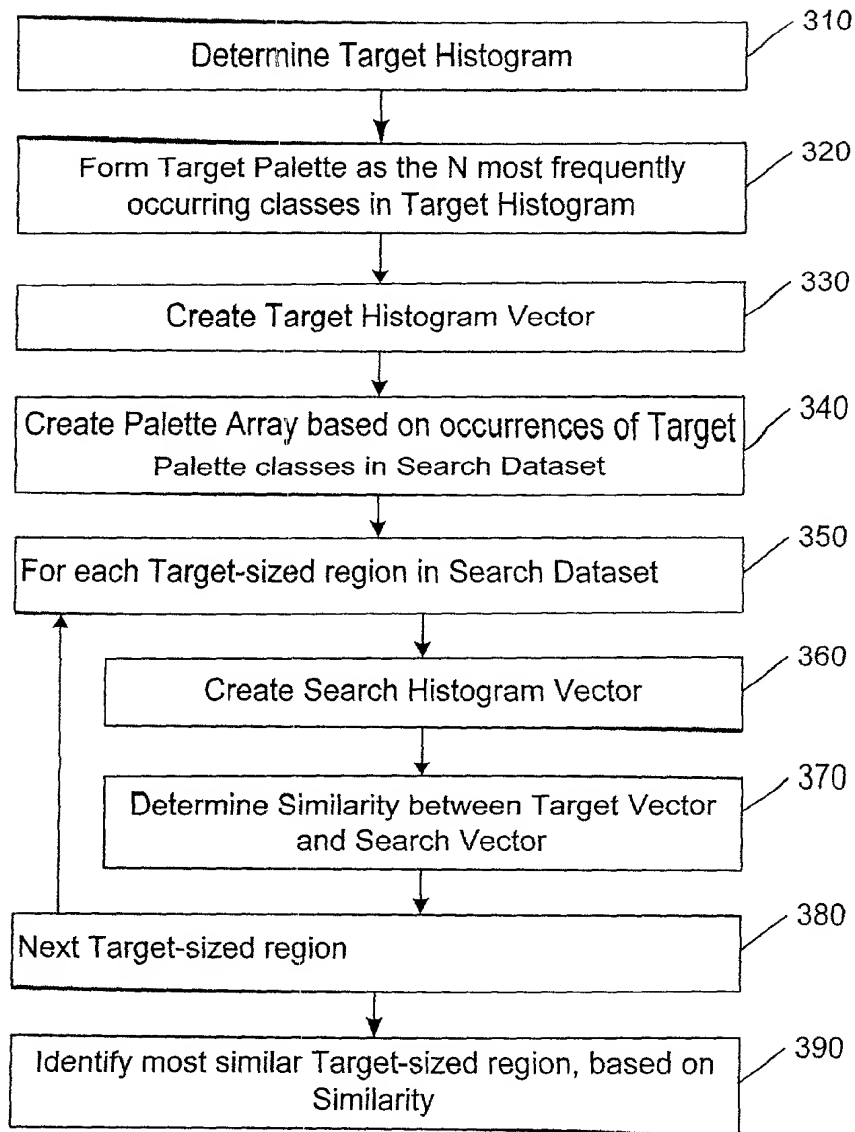 310
Determine Target Histogram
320
Form Target Palette as the N most frequently
occurring classes in Target Histogram
330
Create Target Histogram Vector
340
Create Palette Array based on occurrences of Target
Palette classes in Search Dataset
350
For each Target-sized region in Search Dataset
360
Create Search Histogram Vector
370
Determine Similarity between Target Vector
and Search Vector
380
Next Target-sized region
390
Identify most similar Target-sized region, based on
Similarity